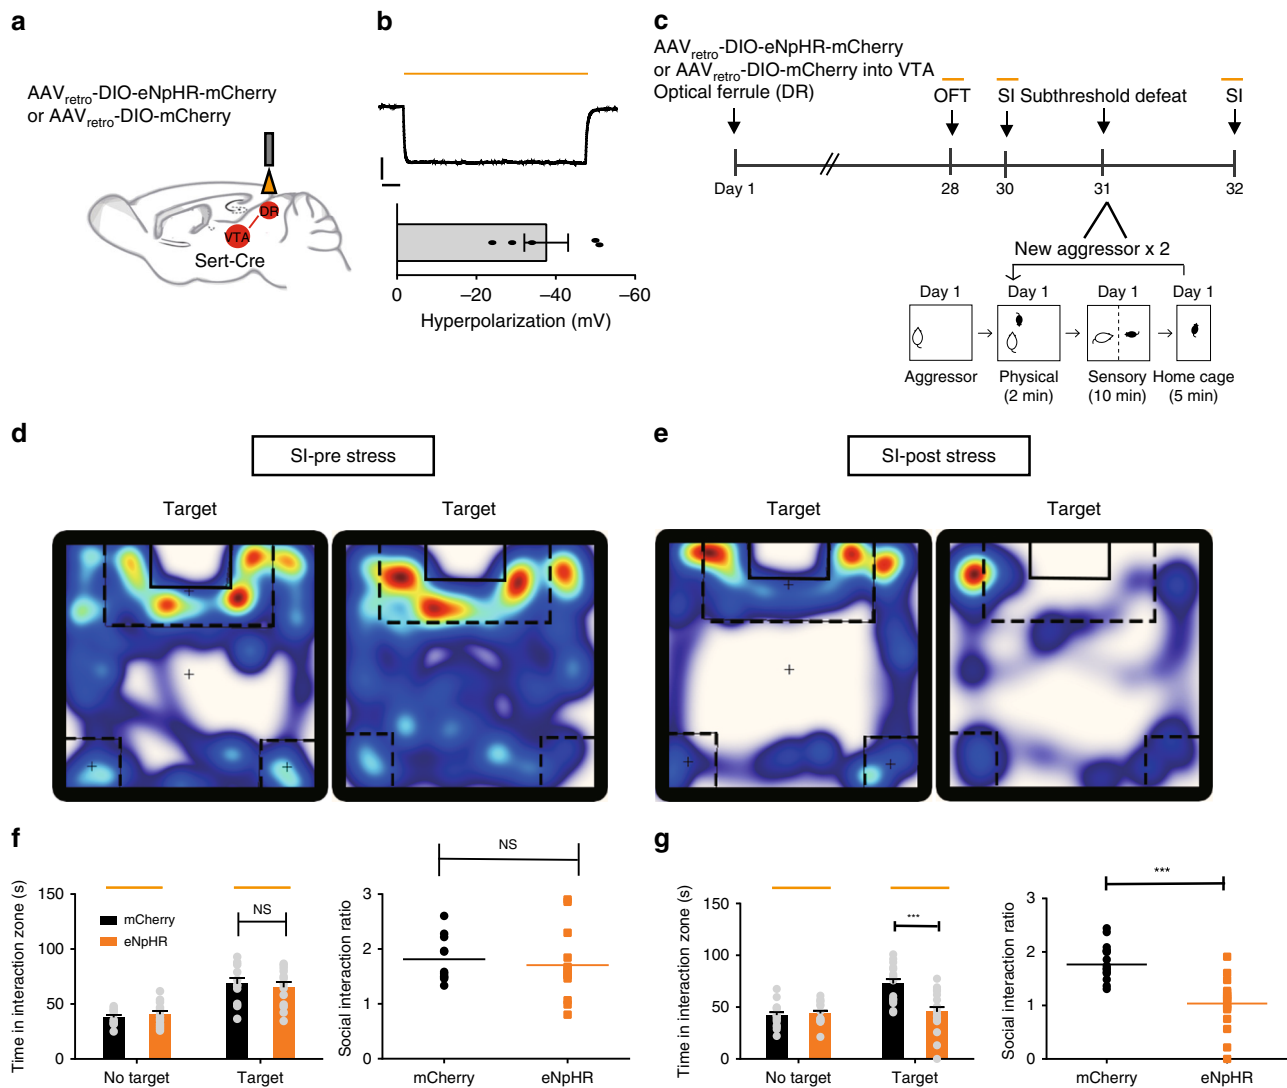 a
AAVretro-DIO-eNpHR-mCherry
or AAVretro-DIO-mCherry
DR
VTA
Sert-Cre
b
0
–20
–40
–60
Hyperpolarization (mV)
c
AAVretro-DIO-eNpHR-mCherry
or AAVretro-DIO-mCherry into VTA
Optical ferrule (DR)
OFT
SI
Subthreshold defeat
SI
Day 1
28
30
31
32
New aggressor x 2
Day 1
Day 1
Day 1
Day 1
Aggressor
Physical
(2 min)
Sensory
(10 min)
Home cage
(5 min)
d
SI-pre stress
Target
Target
e
SI-post stress
Target
Target
f
Time in interaction zone (s)
150
100
50
0
mCherry
eNpHR
NS
No target
Target
Social interaction ratio
3
2
1
0
NS
mCherry
eNpHR
g
Time in interaction zone (s)
150
100
50
0
***
No target
Target
Social interaction ratio
3
2
1
0
***
mCherry
eNpHR